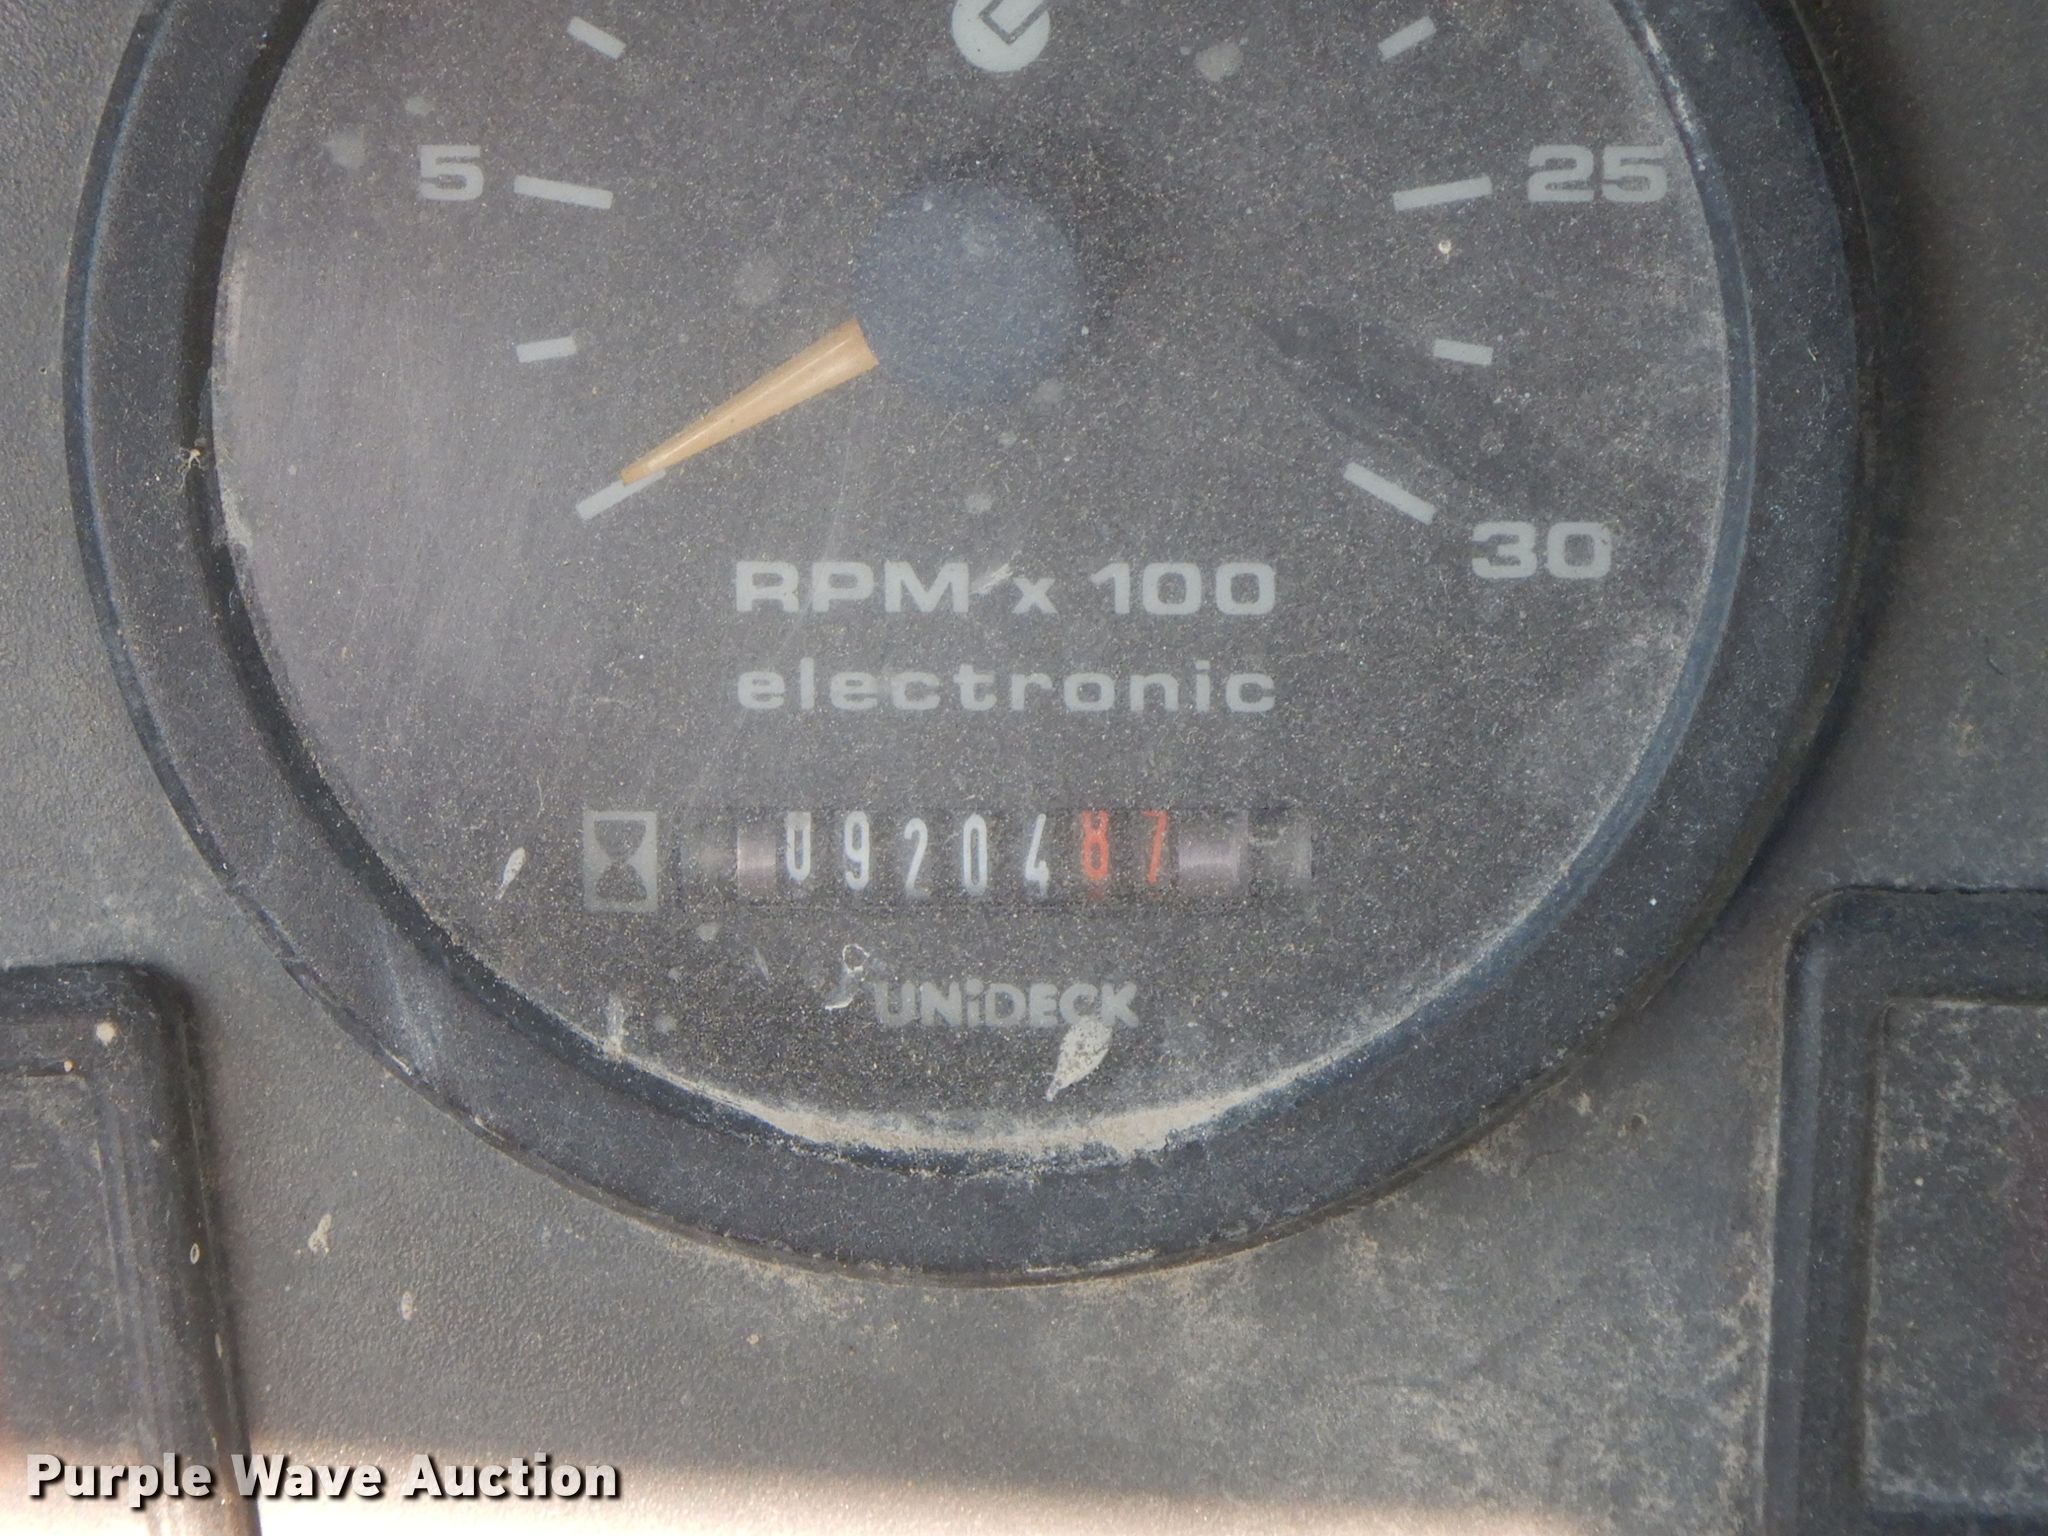 5
25
30
RPM x 100
electronic
0920487
UNiDECK
Purple Wave Auction